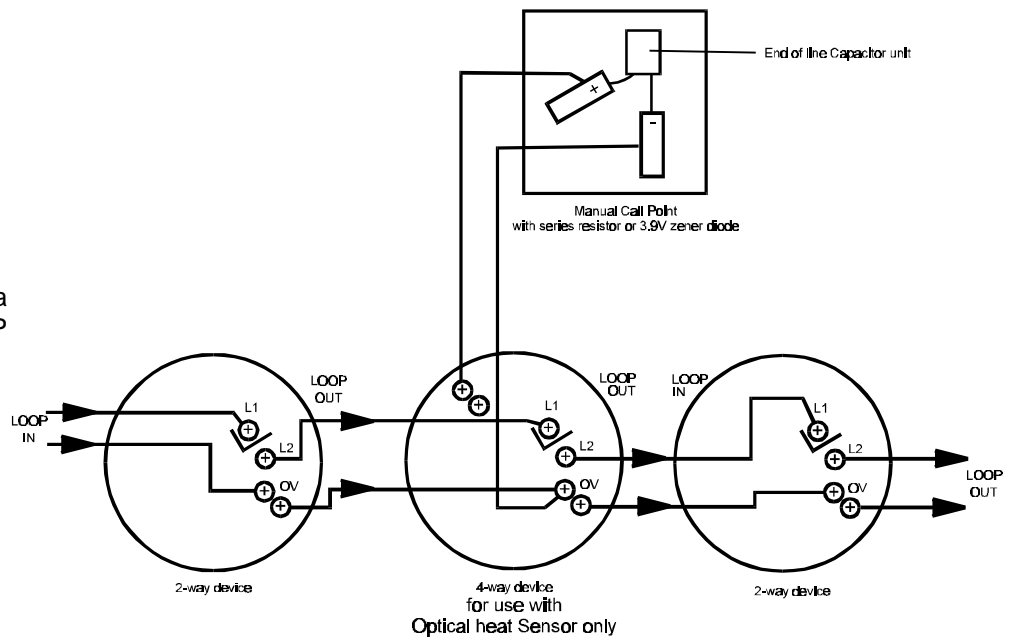 End of line Capacitor unit
+
-
Manual Call Point
with series resistor or 3.9V zener diode
a
P
LOOP
IN
L1
L2
OV
LOOP
OUT
L1
L2
OV
LOOP
OUT
LOOP
IN
L1
L2
OV
LOOP
OUT
2-way device
4-way device
for use with
Optical heat Sensor only
2-way device